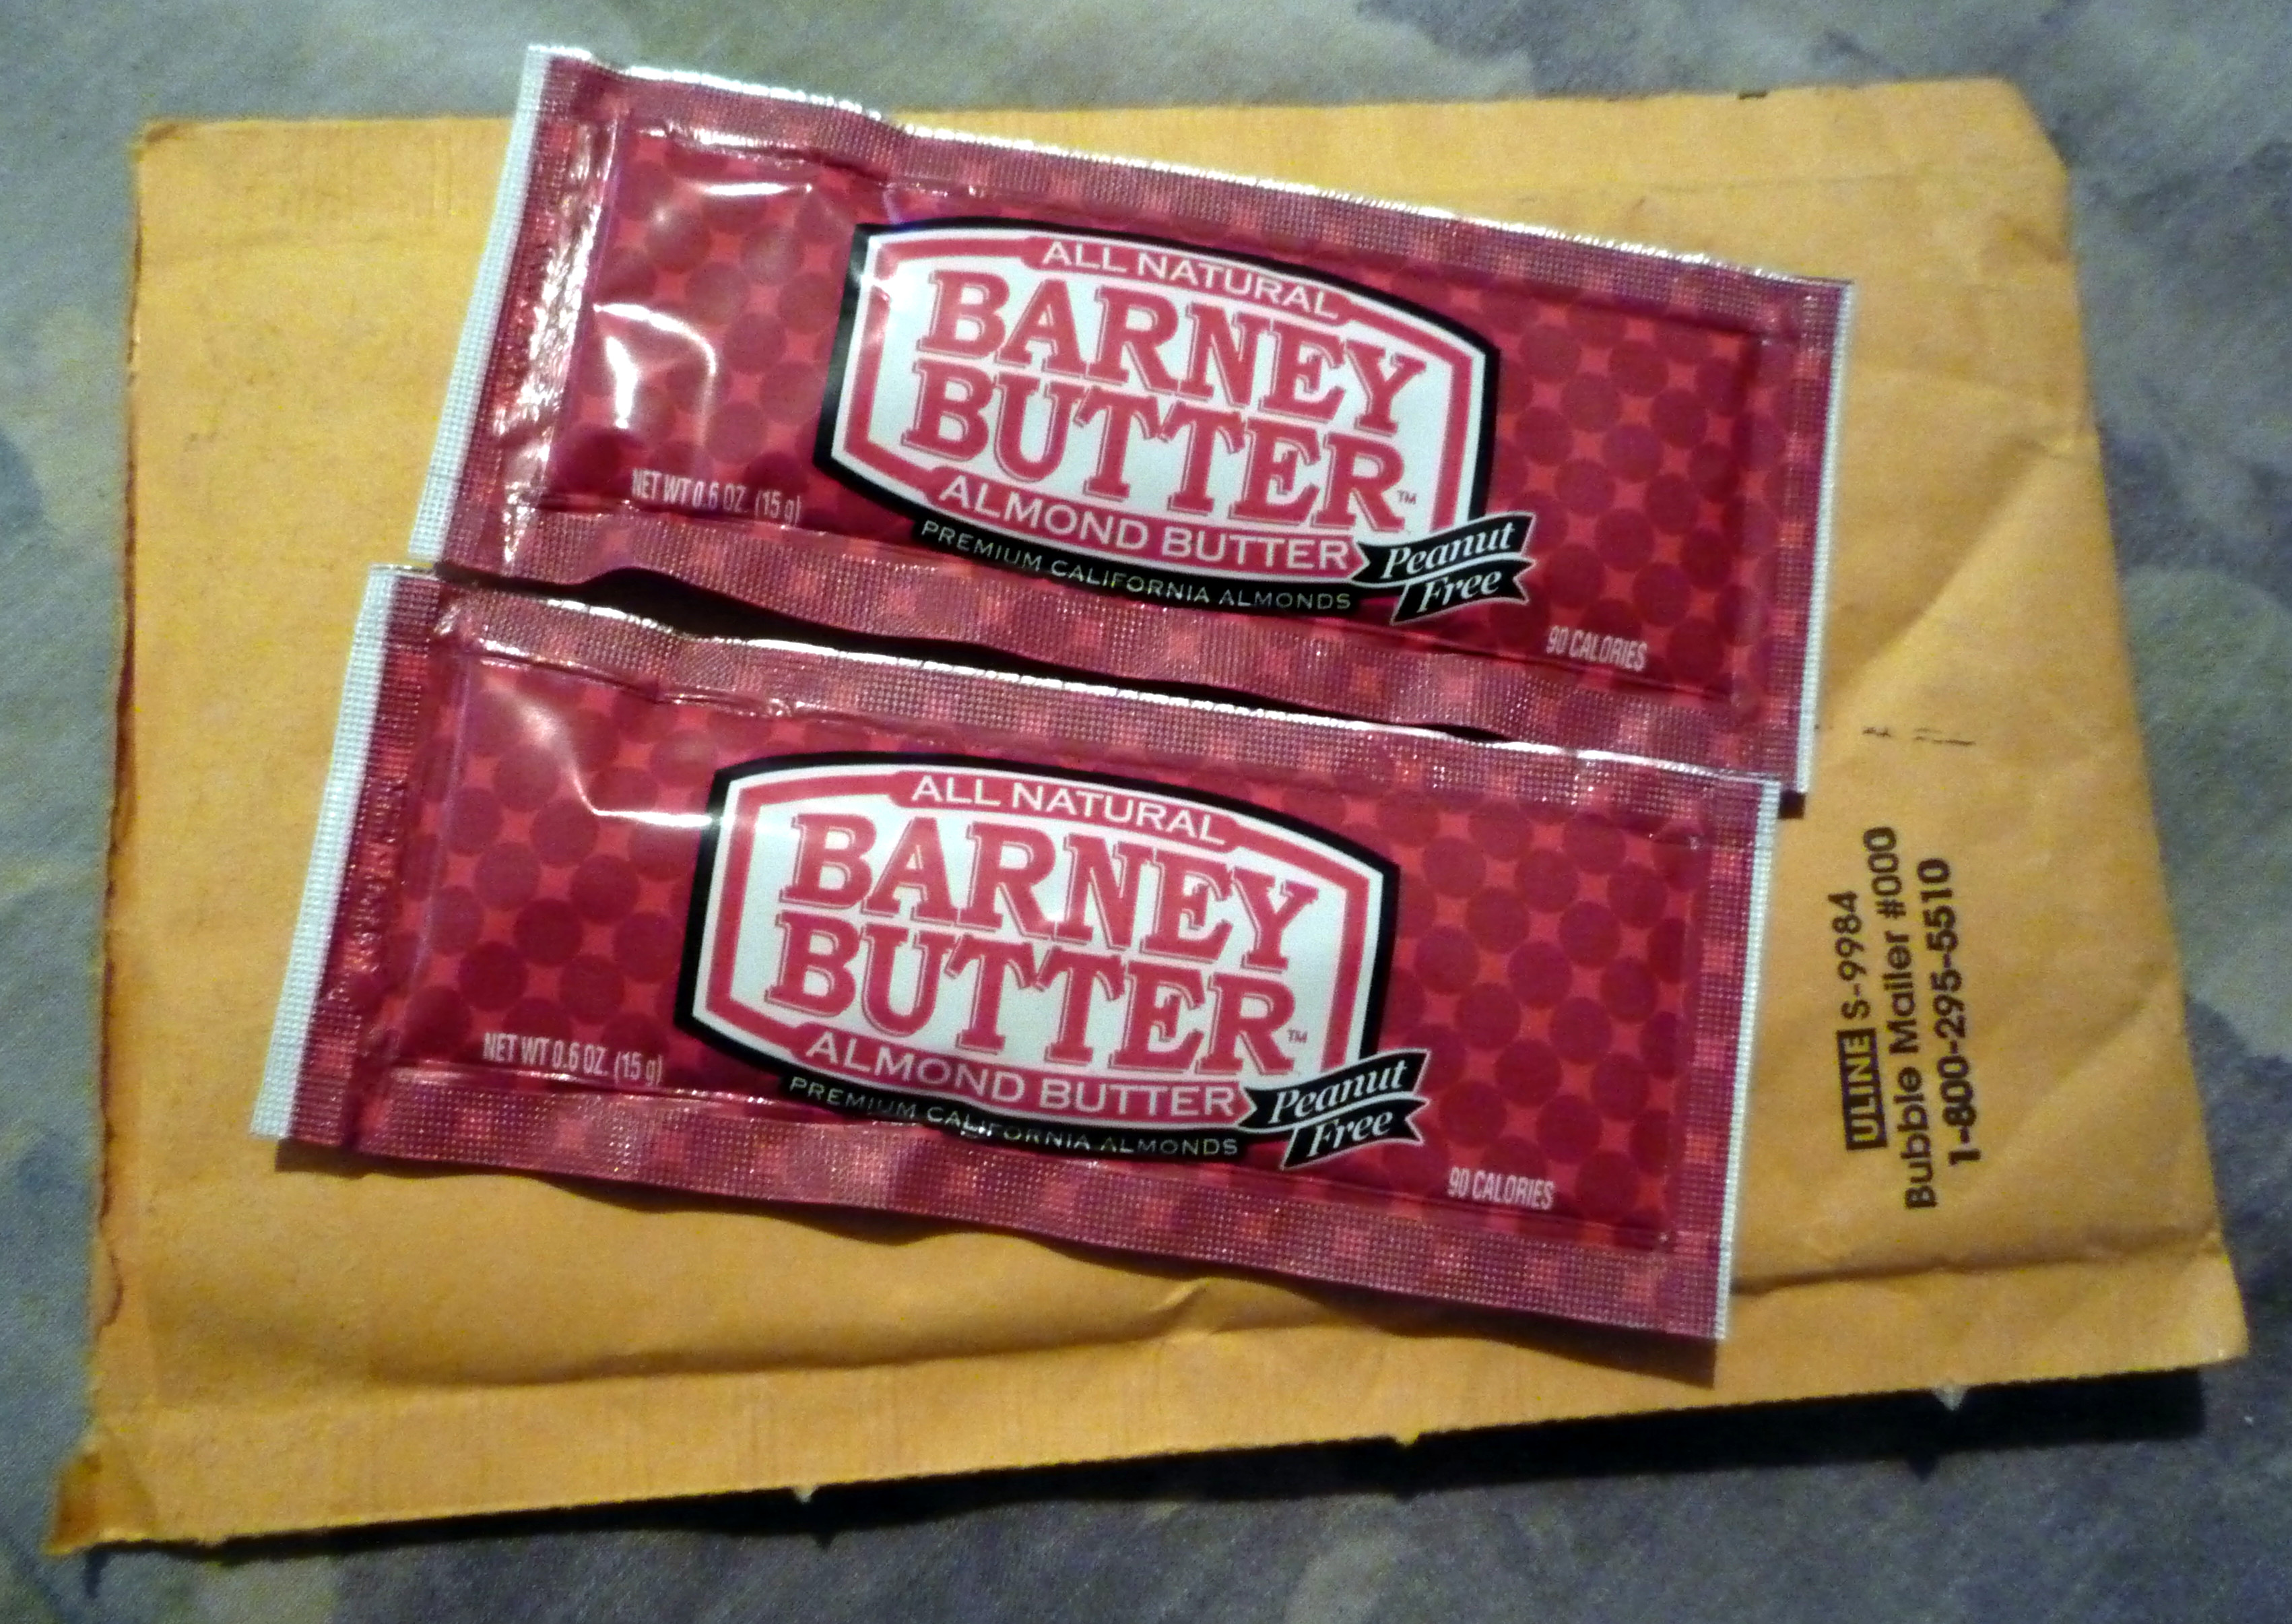 ALL NATURAL
BARNEY
BUTTER™
ALMOND BUTTER
PREMIUM CALIFORNIA ALMONDS
Peanut
Free
NET WT 0.6 OZ. (15 g)
90 CALORIES
ALL NATURAL
BARNEY
BUTTER™
ALMOND BUTTER
PREMIUM CALIFORNIA ALMONDS
Peanut
Free
NET WT 0.6 OZ. (15 g)
90 CALORIES
ULINE S-9984
Bubble Mailer #000
1-800-295-5510